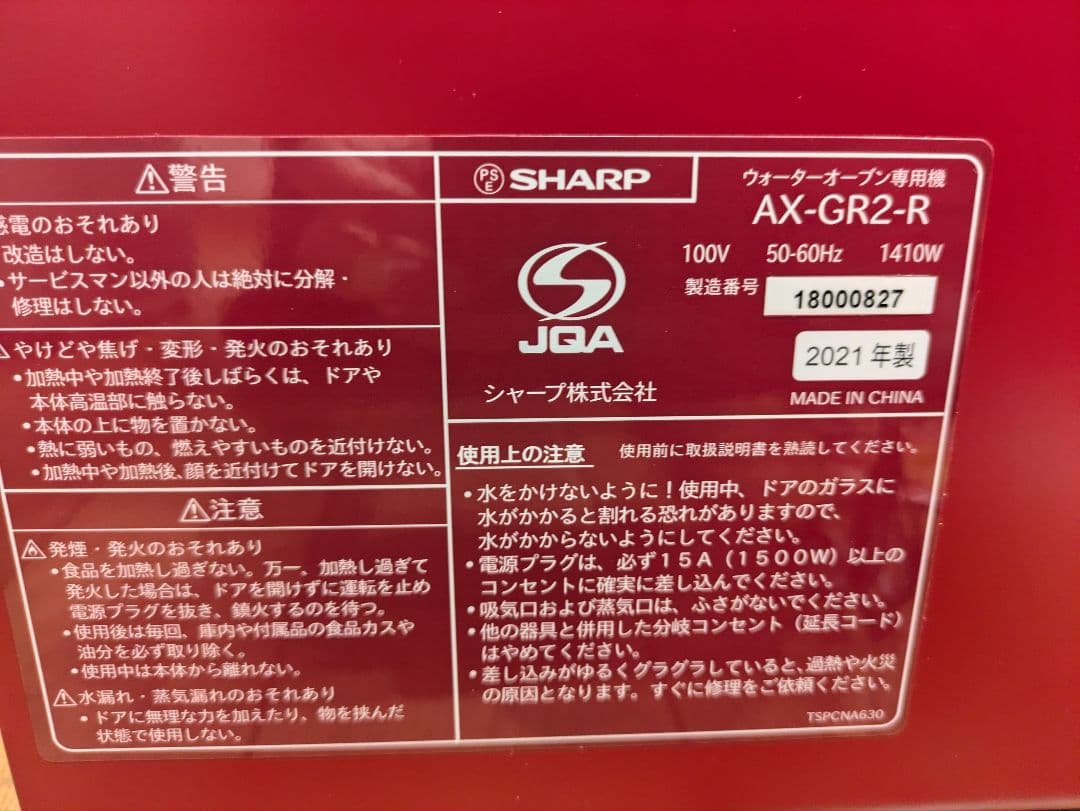 警告
感電のおそれあり
改造はしない。
・サービスマン以外の人は絶対に分解・
修理はしない。
やけどや焦げ・変形・発火のおそれあり
・加熱中や加熱終了後しばらくは、ドアや
本体高温部に触らない。
・本体の上に物を置かない。
・熱に弱いもの、燃えやすいものを近付けない。
・加熱中や加熱後、顔を近付けてドアを開けない。
注意
発煙・発火のおそれあり
・食品を加熱し過ぎない。万一、加熱し過ぎて
発火した場合は、ドアを開けずに運転を止め
電源プラグを抜き、鎮火するのを待つ。
・使用後は毎回、庫内や付属品の食品カスや
油分を必ず取り除く。
・使用中は本体から離れない。
水漏れ・蒸気漏れのおそれあり
・ドアに無理な力を加えたり、物を挟んだ
状態で使用しない。
PSE SHARP
JQA
シャープ株式会社
ウォーターオーブン専用機
AX-GR2-R
100V 50-60Hz 1410W
製造番号 18000827
2021年製
MADE IN CHINA
使用上の注意 使用前に取扱説明書を熟読してください。
・水をかけないように!使用中、ドアのガラスに
水がかかると割れる恐れがありますので、
水がかからないようにしてください。
・電源プラグは、必ず15A(1500W)以上の
コンセントに確実に差し込んでください。
・吸気口および蒸気口は、ふさがないでください。
・他の器具と併用した分岐コンセント(延長コード)
はやめてください。
・差し込みがゆるくグラグラしていると、過熱や火災
の原因となります。すぐに修理をご依頼ください。
TSPCNA630